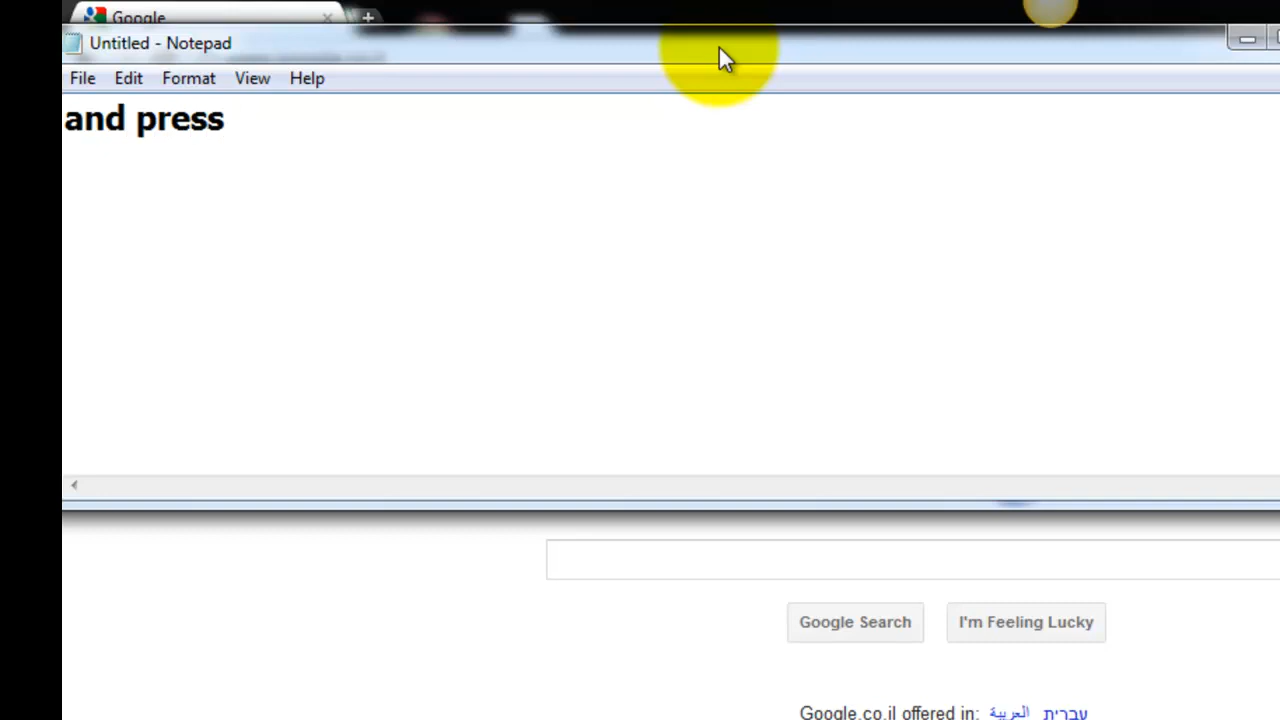 Google
Untitled - Notepad
File Edit Format View Help
and press
Google Search I'm Feeling Lucky
Google.co.il offered in: العربية עברית